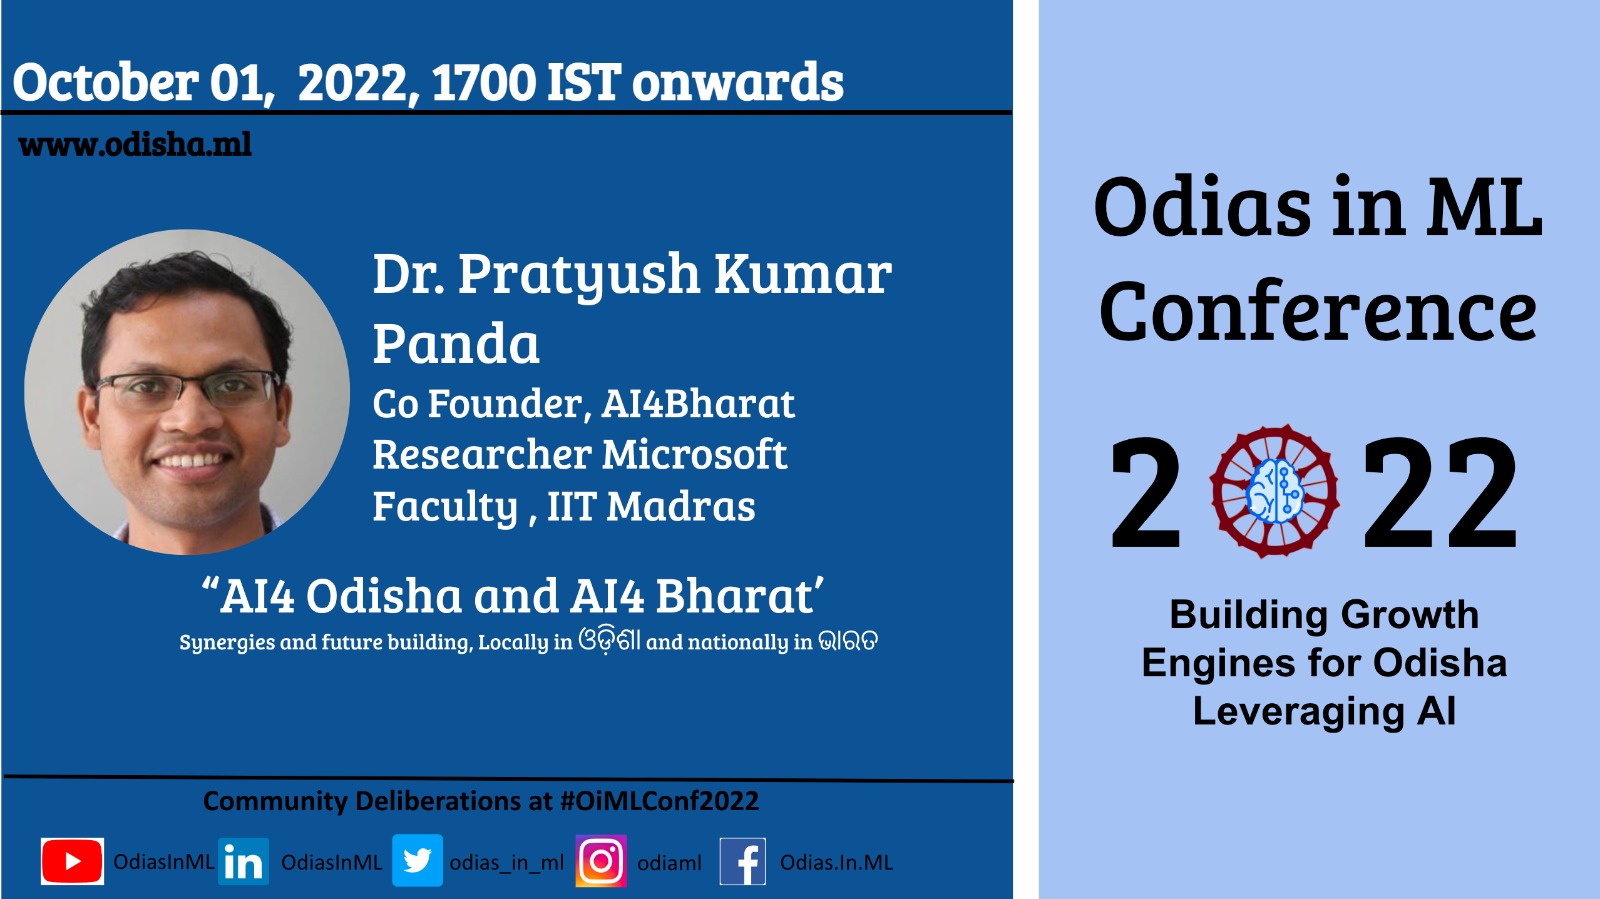 October 01,  2022, 1700 IST onwards
www.odisha.ml
Dr. Pratyush Kumar
Panda
Co Founder, AI4Bharat
Researcher Microsoft
Faculty , IIT Madras
“AI4 Odisha and AI4 Bharat’
Synergies and future building, Locally in ଓଡ଼ିଶା and nationally in ଭାରତ
Community Deliberations at #OiMLConf2022
OdiasInML
in OdiasInML
odias_in_ml
odiaml
f Odias.In.ML
Odias in ML
Conference
2 22
Building Growth
Engines for Odisha
Leveraging AI